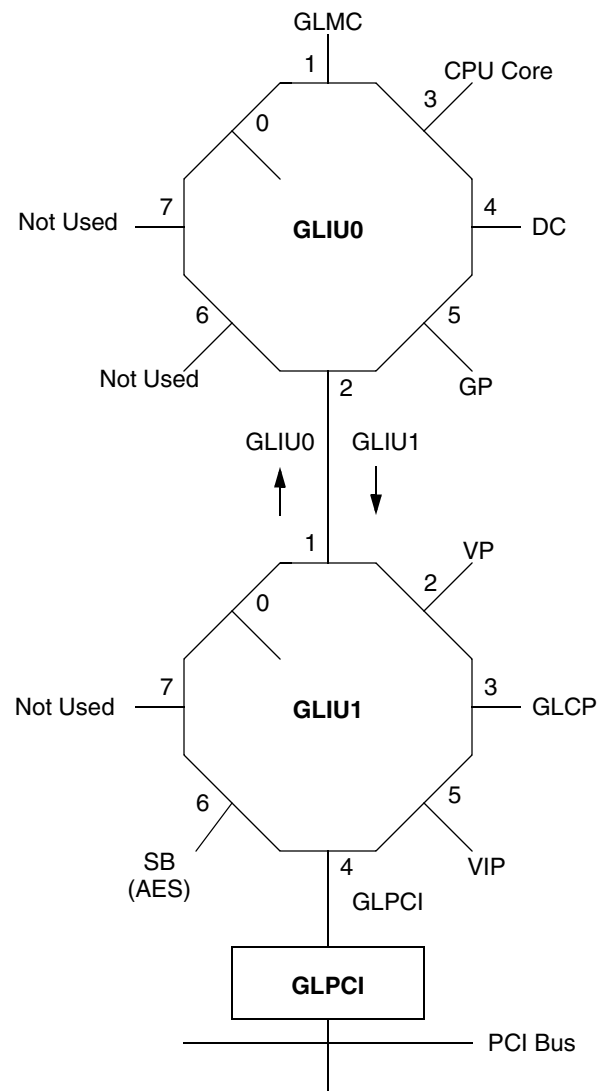 GLMC
1
CPU Core
3
0
7
Not Used
GLIU0
4
DC
6
5
Not Used
2
GP
GLIU0
GLIU1
1
VP
2
0
7
Not Used
GLIU1
3
GLCP
6
5
SB
(AES)
4
VIP
GLPCI
GLPCI
PCI Bus